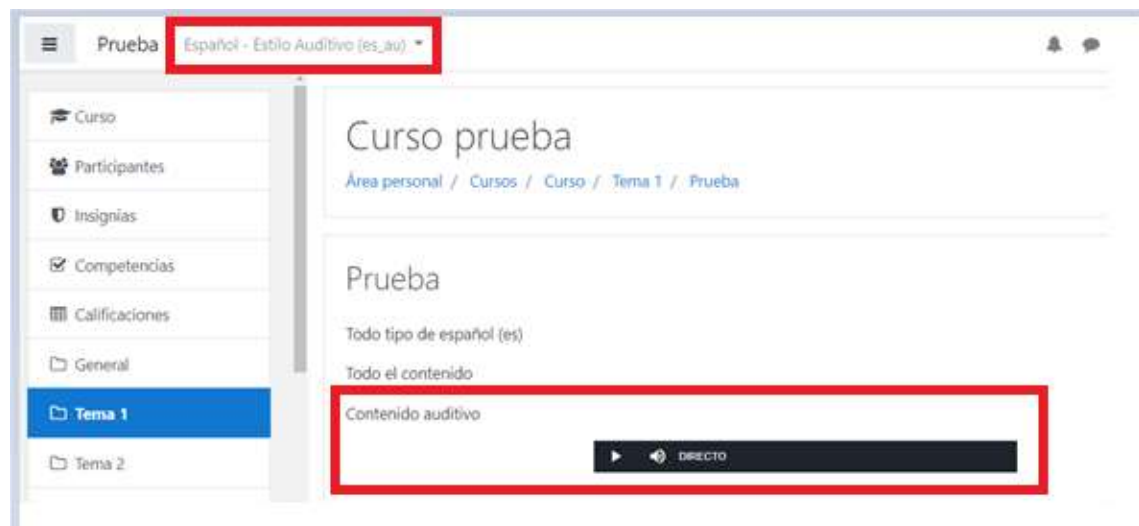 Prueba Español - Estilo Auditivo (es_au)
Curso
Participantes
Insignias
Competencias
Calificaciones
General
Tema 1
Tema 2
Curso prueba
Área personal / Cursos / Curso / Tema 1 / Prueba
Prueba
Todo tipo de español (es)
Todo el contenido
Contenido auditivo
DIRECTO